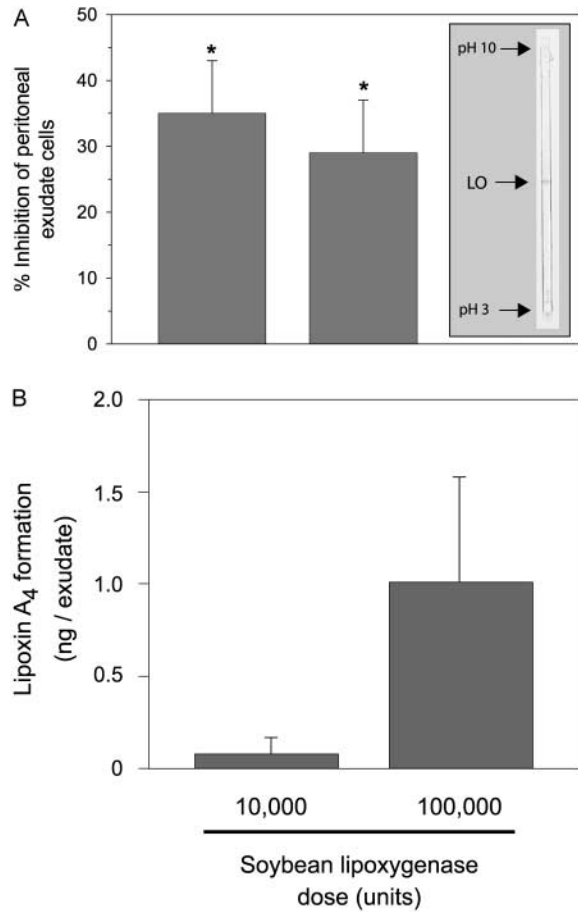 A
% Inhibition of peritoneal
exudate cells
50
40
30
20
10
0
*
*
pH 10
LO
pH 3
B
Lipoxin A4 formation
(ng / exudate)
2.0
1.5
1.0
0.5
0
10,000 100,000
Soybean lipoxygenase
dose (units)